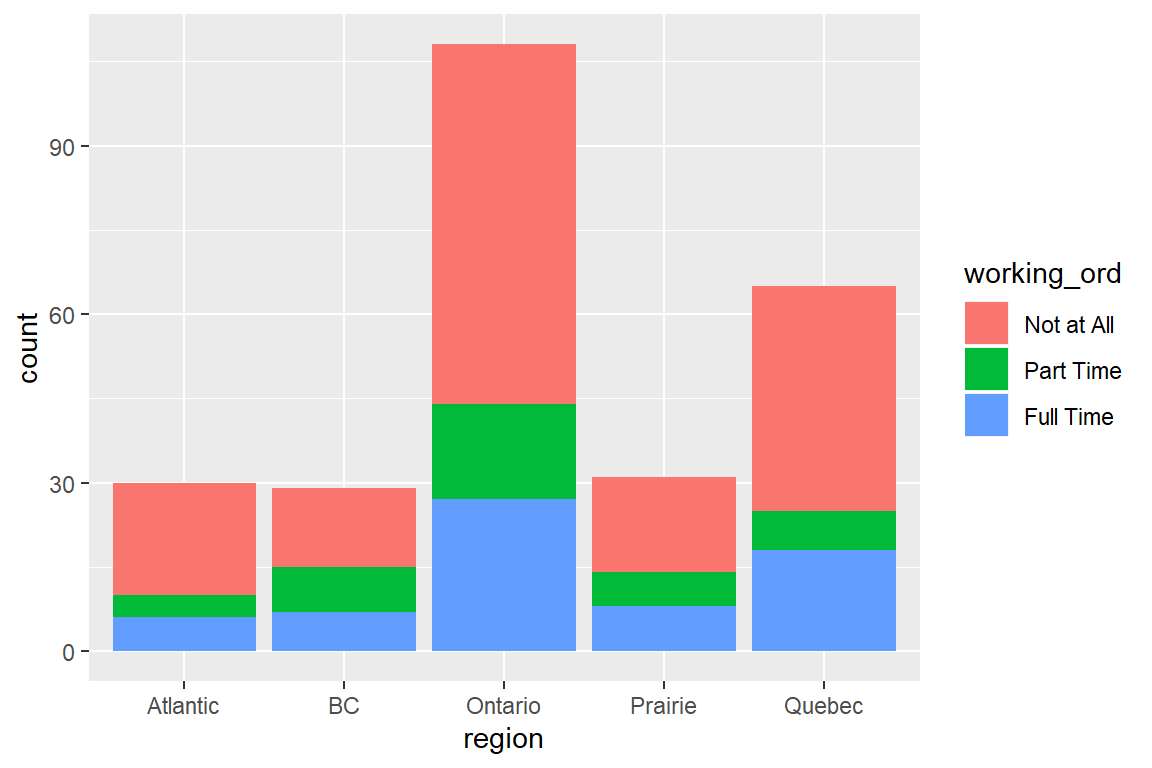 count
90
60
30
0
Atlantic
BC
Ontario
Prairie
Quebec
region
working_ord
Not at All
Part Time
Full Time